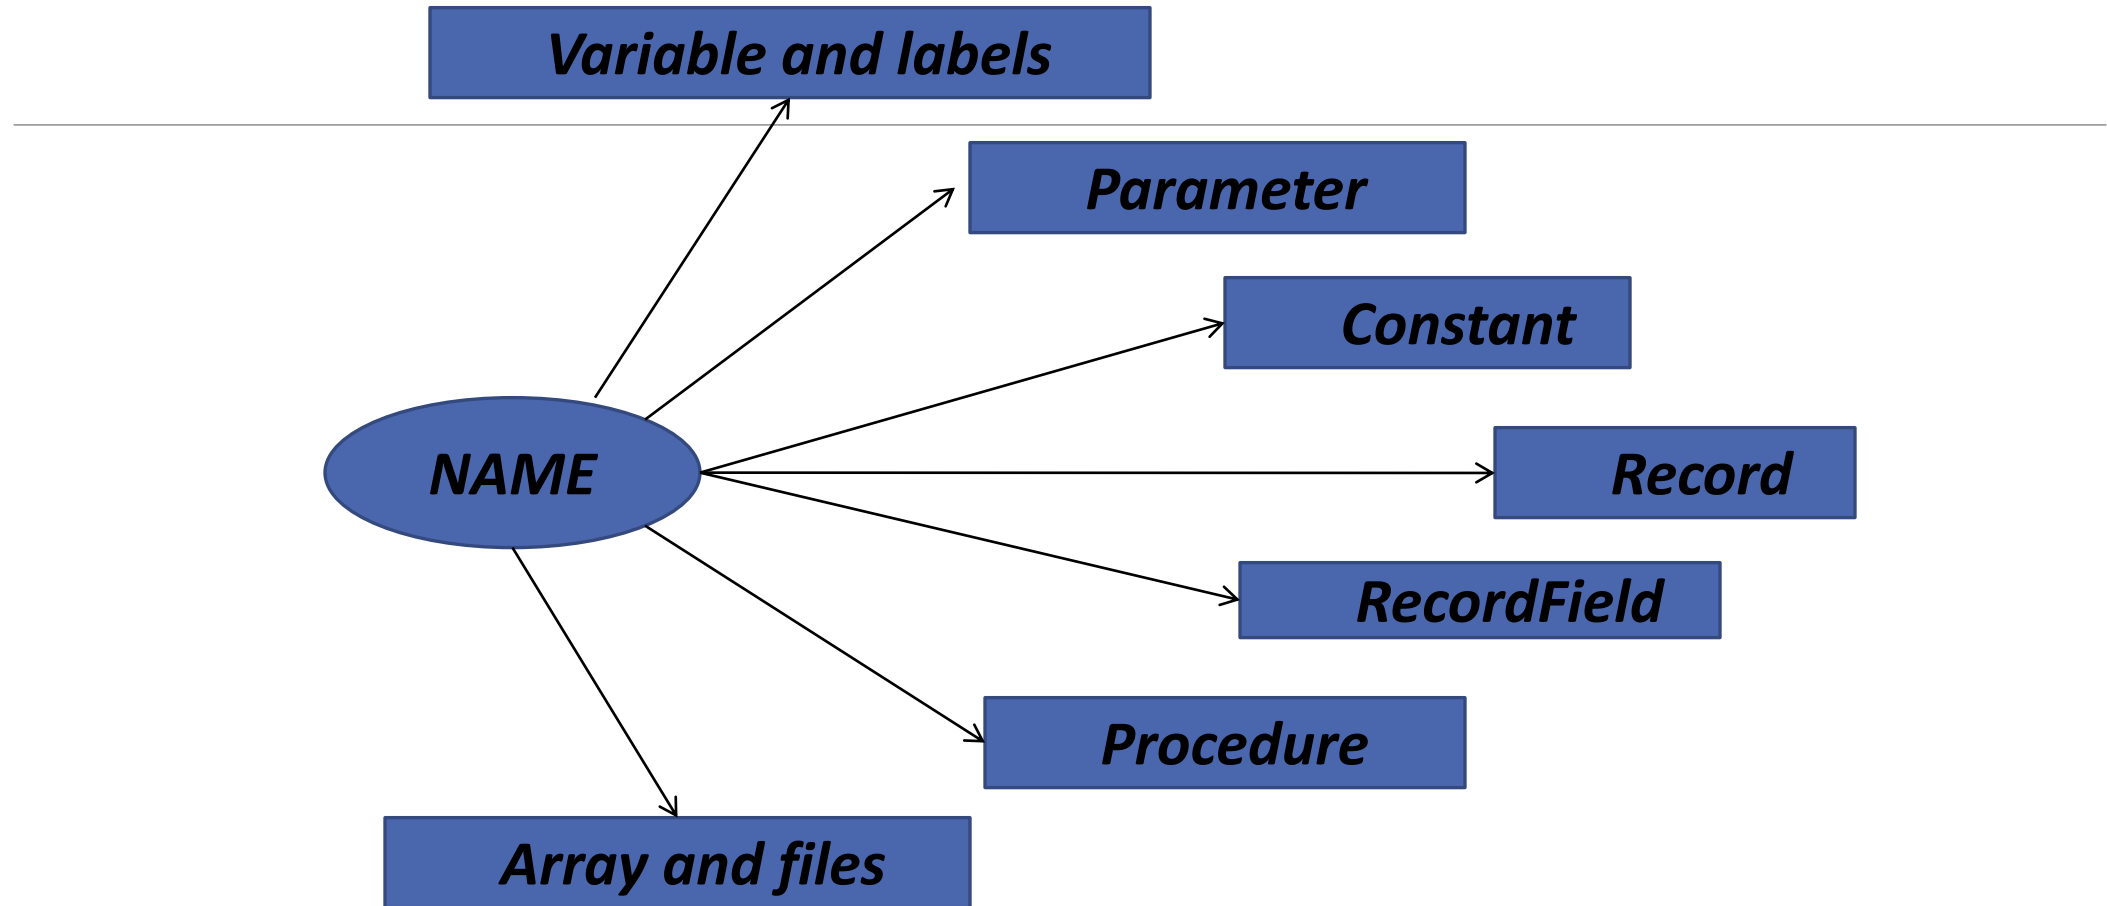 Variable and labels
Parameter
Constant
NAME
Record
RecordField
Procedure
Array and files